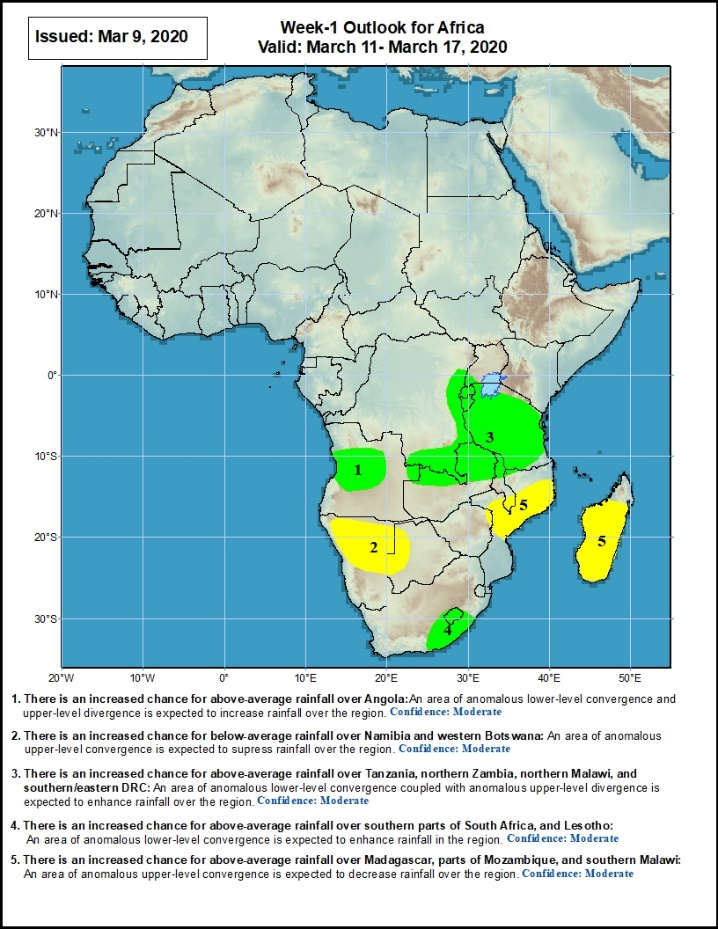 Issued: Mar 9, 2020
Week-1 Outlook for Africa
Valid: March 11- March 17, 2020
30°N
20°N
10°N
0°
10°S
20°S
30°S
3
1
5
5
2
4
20°W 10°W 0° 10°E 20°E 30°E 40°E 50°E
1. There is an increased chance for above-average rainfall over Angola:An area of anomalous lower-level convergence and
upper-level divergence is expected to increase rainfall over the region. Confidence: Moderate
2. There is an increased chance for below-average rainfall over Namibia and western Botswana: An area of anomalous
upper-level convergence is expected to supress rainfall over the region. Confidence: Moderate
3. There is an increased chance for above-average rainfall over Tanzania, northern Zambia, northern Malawi, and
southern/eastern DRC: An area of anomalous lower-level convergence coupled with anomalous upper-level divergence is
expected to enhance rainfall over the region. Confidence: Moderate
4. There is an increased chance for above-average rainfall over southern parts of South Africa, and Lesotho:
An area of anomalous lower-level convergence is expected to enhance rainfall in the region. Confidence: Moderate
5. There is an increased chance for above-average rainfall over Madagascar, parts of Mozambique, and southern Malawi:
An area of anomalous upper-level convergence is expected to decrease rainfall over the region. Confidence: Moderate